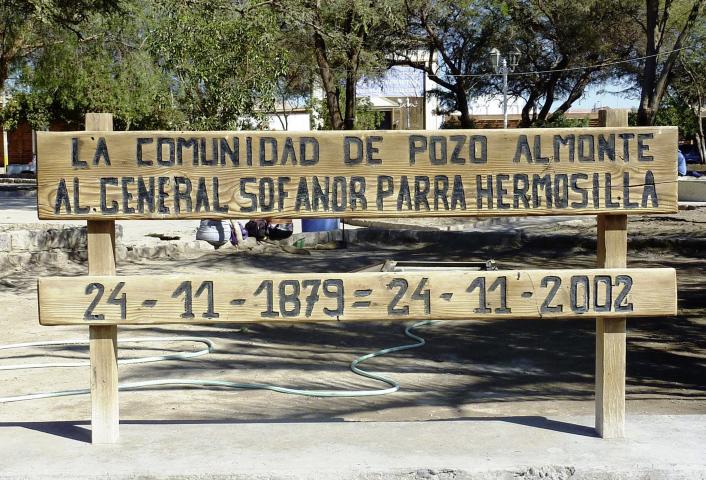 LA COMUNIDAD DE POZO ALMONTE
AL.GENERAL SOFANOR PARRA HERMOSILLA
24-11-1879=24-11-2002